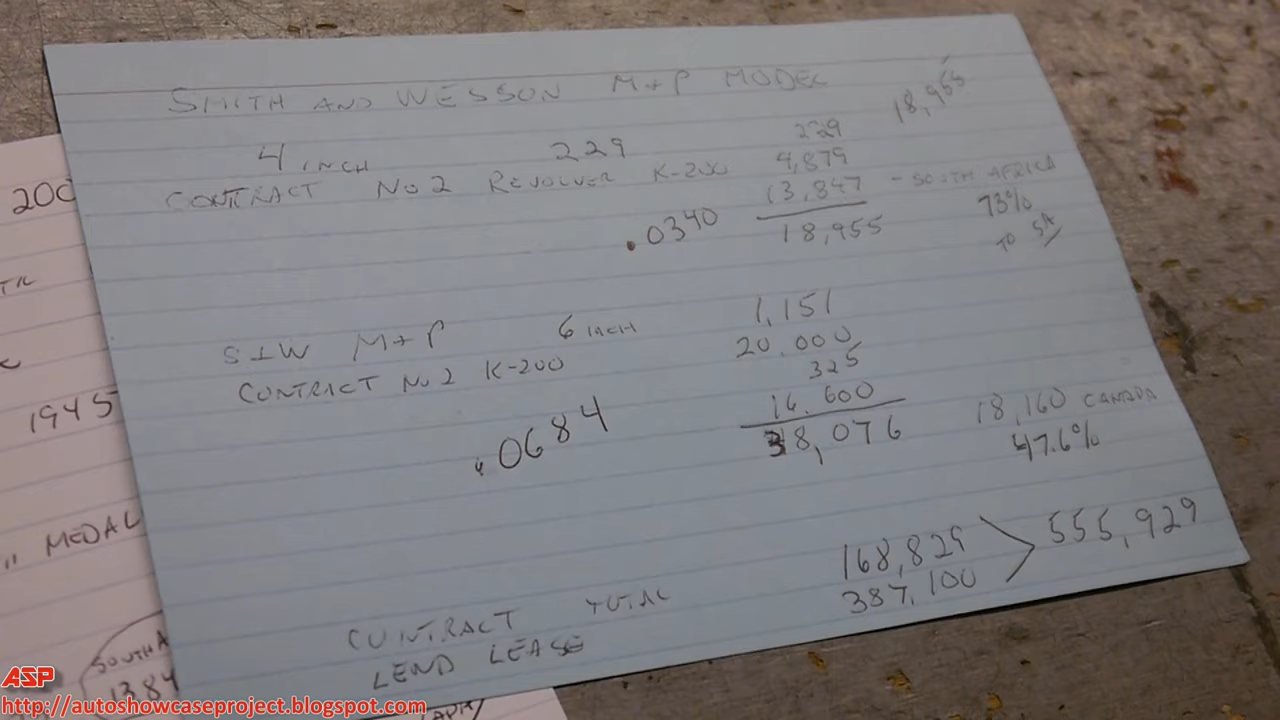 SMITH AND WESSON M+P MODEL
18,955
4 INCH 229 229
4,879
CONTRACT No 2 REVOLVER K-200 13,847 - SOUTH AFRICA
.0340 18,955 73%
TO SA
S+W M+P 6 INCH 1,151
20.000
CONTRACT No 2 K-200 325
16.600
.0684 38,076 18,160 CANADA
47.6%
168,829 > 555,929
387,100
CONTRACT TOTAL
LEND LEASE
200
1945
" MEDAL
SOUTH A
1384
ASP
http://autoshowcaseproject.blogspot.com